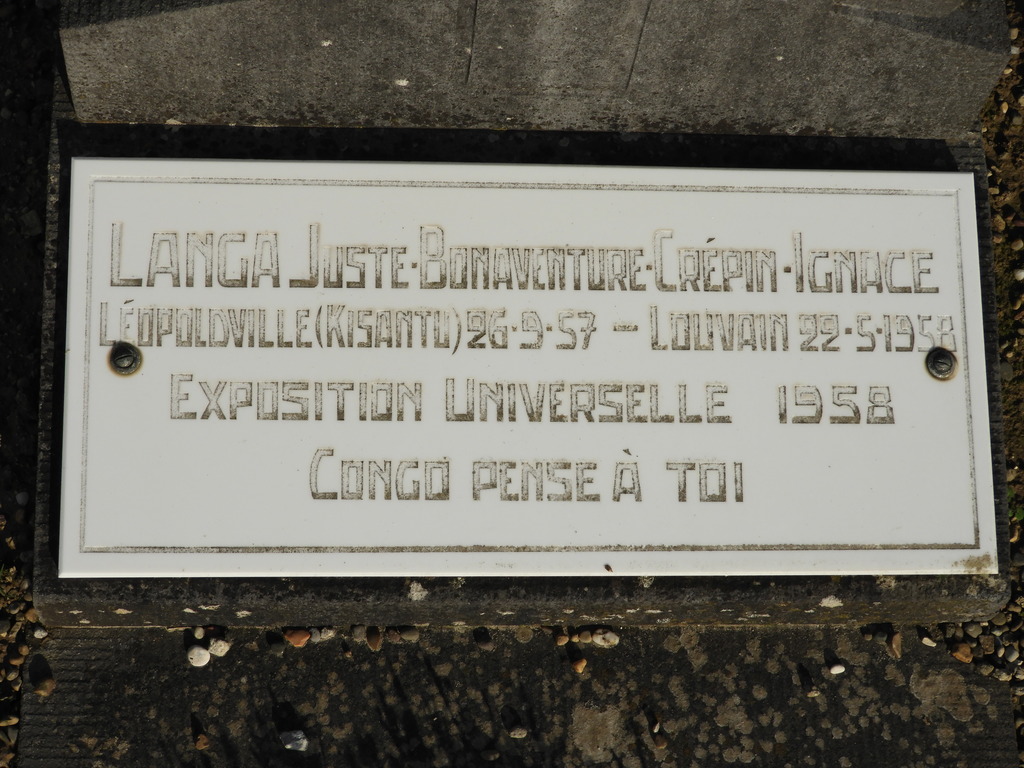 LANGA JUSTE-BONAVENTURE-CRÉPIN-IGNACE
LÉOPOLDVILLE (KISANTU) 26-9-57 – LOUVAIN 22-5-1958
EXPOSITION UNIVERSELLE 1958
CONGO PENSE À TOI